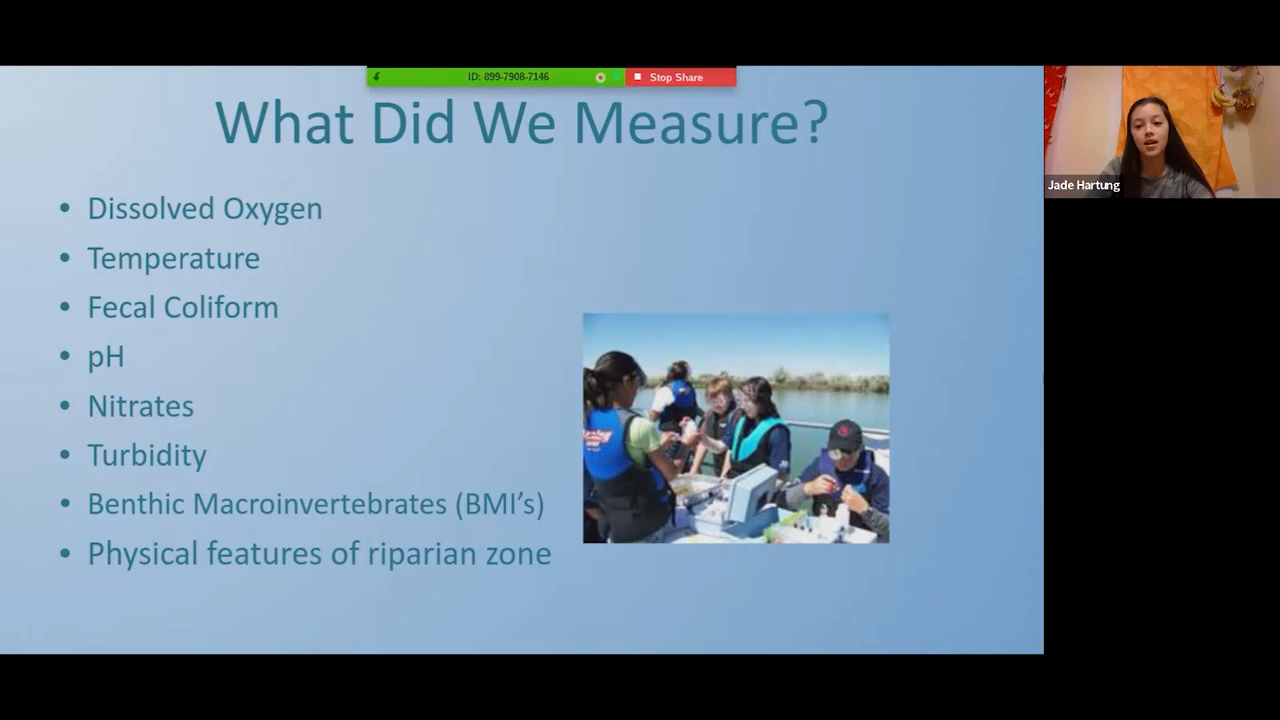 ID: 899-7908-7146
Stop Share
What Did We Measure?
• Dissolved Oxygen
• Temperature
• Fecal Coliform
• pH
• Nitrates
• Turbidity
• Benthic Macroinvertebrates (BMI's)
• Physical features of riparian zone
Jade Hartung